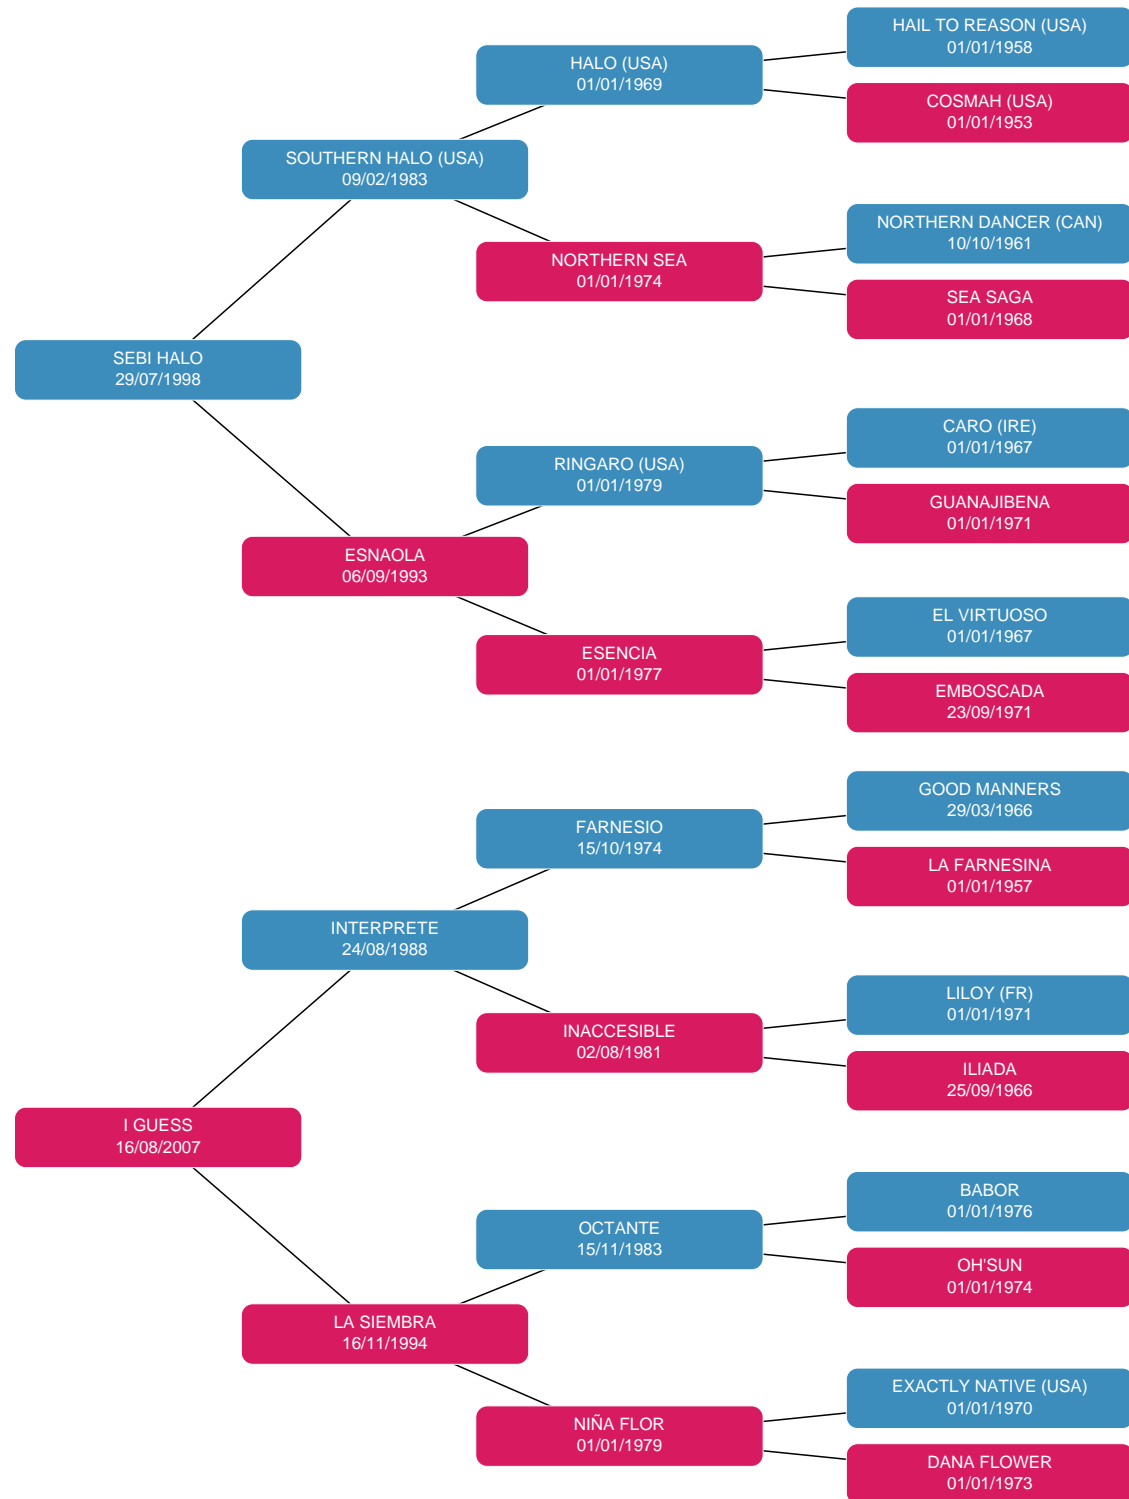 HAIL TO REASON (USA)
01/01/1958
HALO (USA)
01/01/1969
COSMAH (USA)
01/01/1953
SOUTHERN HALO (USA)
09/02/1983
NORTHERN DANCER (CAN)
10/10/1961
NORTHERN SEA
01/01/1974
SEA SAGA
01/01/1968
SEBI HALO
29/07/1998
CARO (IRE)
01/01/1967
RINGARO (USA)
01/01/1979
GUANAJIBENA
01/01/1971
ESNAOLA
06/09/1993
EL VIRTUOSO
01/01/1967
ESENCIA
01/01/1977
EMBOSCADA
23/09/1971
GOOD MANNERS
29/03/1966
FARNESIO
15/10/1974
LA FARNESINA
01/01/1957
INTERPRETE
24/08/1988
LILOY (FR)
01/01/1971
INACCESIBLE
02/08/1981
ILIADA
25/09/1966
I GUESS
16/08/2007
BABOR
01/01/1976
OCTANTE
15/11/1983
OH'SUN
01/01/1974
LA SIEMBRA
16/11/1994
EXACTLY NATIVE (USA)
01/01/1970
NIÑA FLOR
01/01/1979
DANA FLOWER
01/01/1973